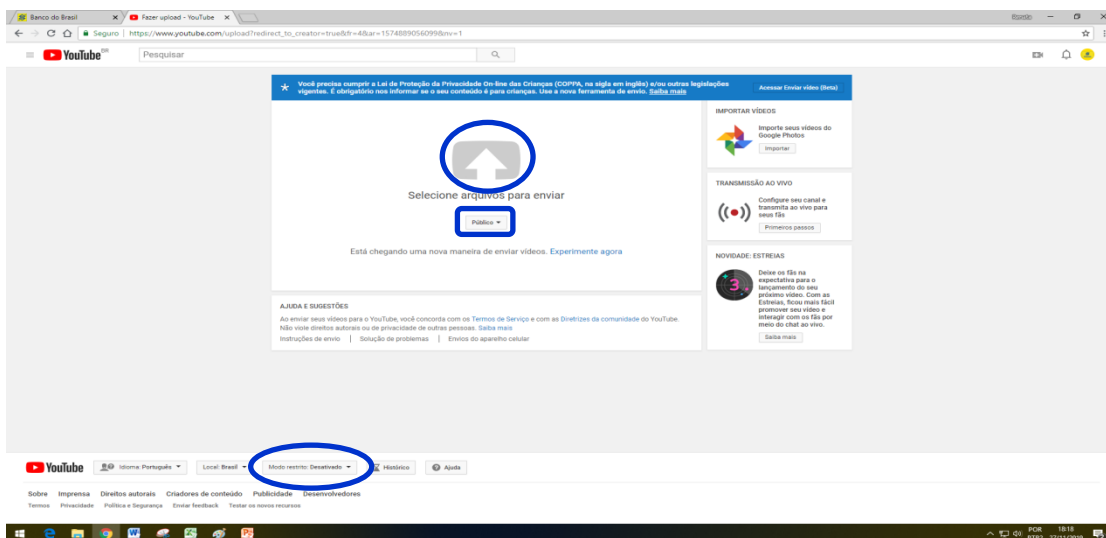 Banco do Brasil
Fazer upload - YouTube
Seguro
https://www.youtube.com/upload?redirect_to_creator=true&fr=4&ar=1574889056099&nv=1
YouTube BR
Pesquisar
Você precisa cumprir a Lei de Proteção da Privacidade On-line das Crianças (COPPA, na sigla em inglês) e/ou outras legislações
vigentes. É obrigatório nos informar se o seu conteúdo é para crianças. Use a nova ferramenta de envio. Saiba mais
Acessar Enviar vídeo (Beta)
Selecione arquivos para enviar
Público
Está chegando uma nova maneira de enviar vídeos. Experimente agora
AJUDA E SUGESTÕES
Ao enviar seus vídeos para o YouTube, você concorda com os Termos de Serviço e com as Diretrizes da comunidade do YouTube.
Não viole direitos autorais ou de privacidade de outras pessoas. Saiba mais
Instruções de envio | Solução de problemas | Envios do aparelho celular
IMPORTAR VÍDEOS
Importe seus vídeos do
Google Photos
Importar
TRANSMISSÃO AO VIVO
Configure seu canal e
transmita ao vivo para
seus fãs
Primeiros passos
NOVIDADE: ESTREIAS
3
Deixe os fãs na
expectativa para o
lançamento do seu
próximo vídeo. Com as
Estreias, ficou mais fácil
promover seu vídeo e
interagir com os fãs por
meio do chat ao vivo.
Saiba mais
YouTube
Idioma: Português
Local: Brasil
Modo restrito: Desativado
Histórico
Ajuda
Sobre Imprensa Direitos autorais Criadores de conteúdo Publicidade Desenvolvedores
Termos Privacidade Política e Segurança Enviar feedback Testar os novos recursos
POR 18:18
PTB2 27/11/2019